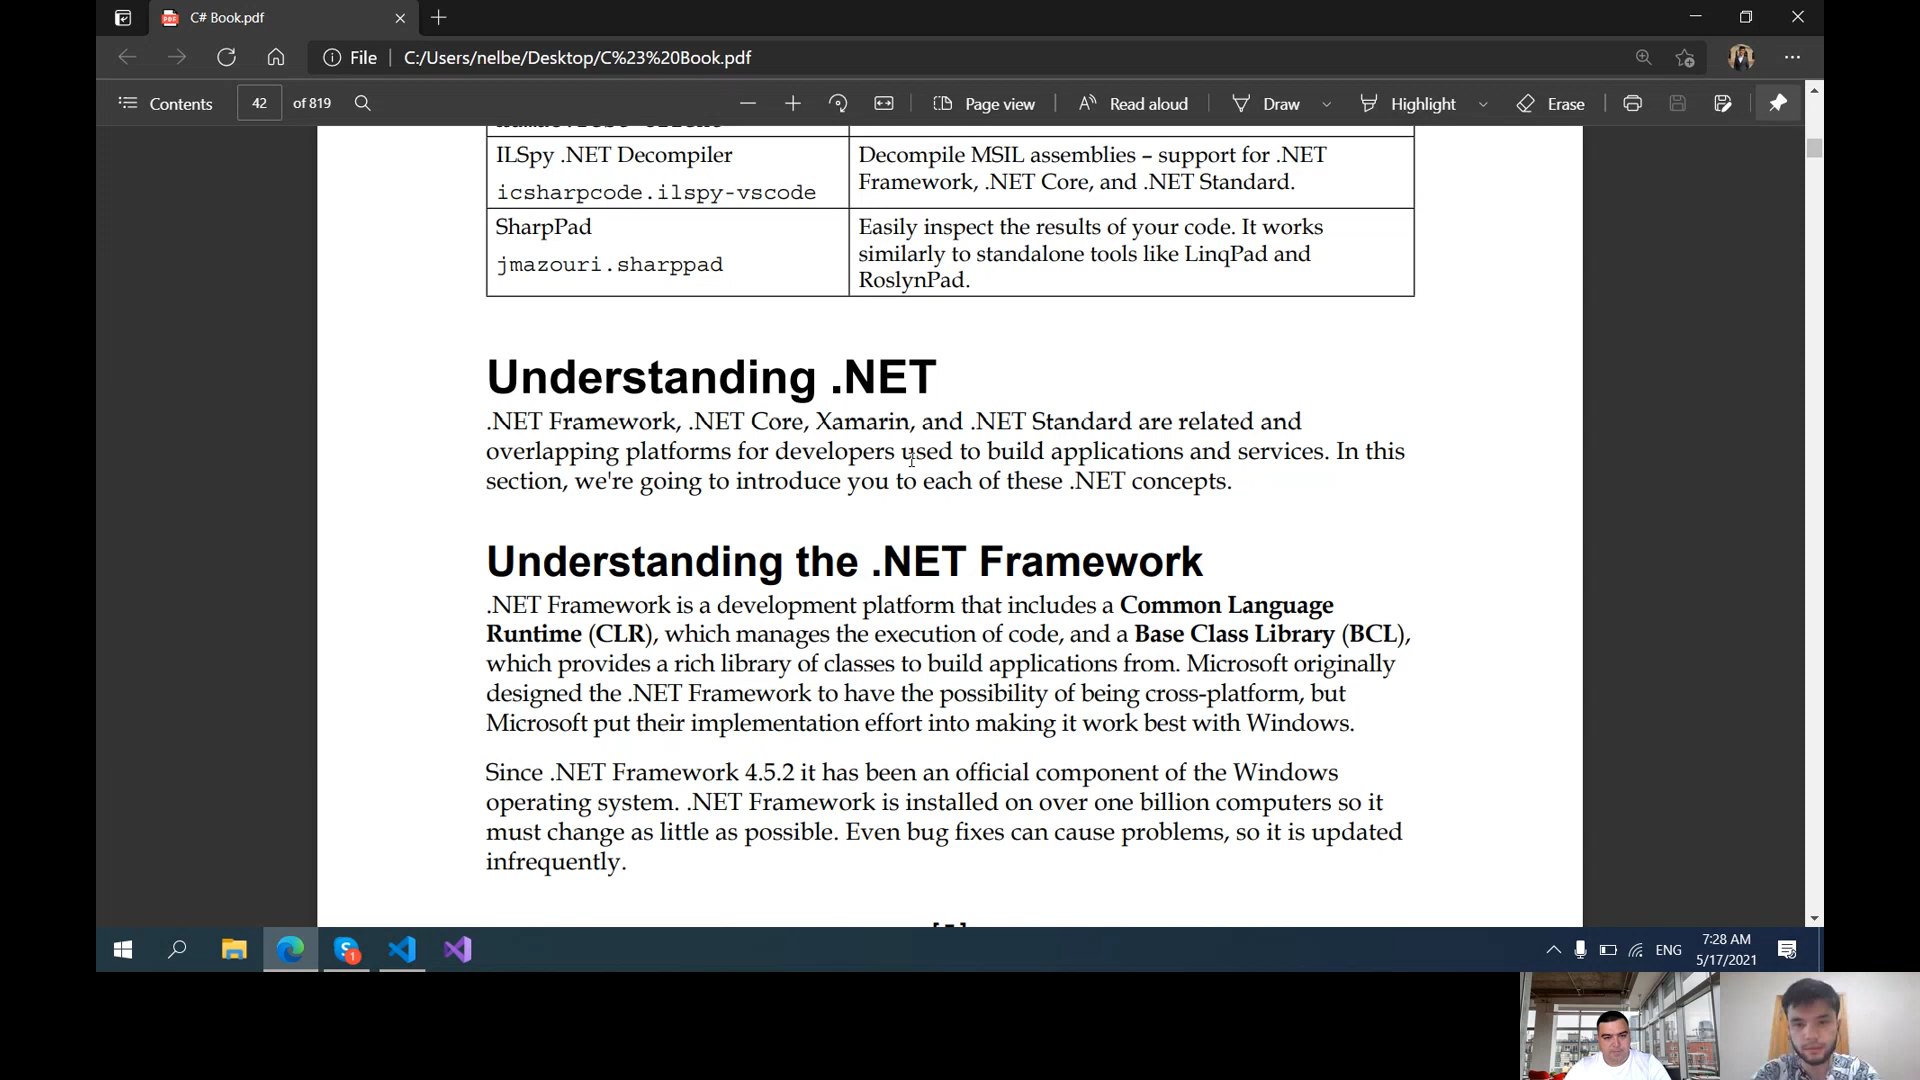 C# Book.pdf
File
C:/Users/nelbe/Desktop/C%23%20Book.pdf
Contents
42
of 819
Page view
Read aloud
Draw
Highlight
Erase
ILSpy .NET Decompiler
icsharpcode.ilspy-vscode
Decompile MSIL assemblies – support for .NET
Framework, .NET Core, and .NET Standard.
SharpPad
jmazouri.sharppad
Easily inspect the results of your code. It works
similarly to standalone tools like LinqPad and
RoslynPad.
Understanding .NET
.NET Framework, .NET Core, Xamarin, and .NET Standard are related and
overlapping platforms for developers used to build applications and services. In this
section, we're going to introduce you to each of these .NET concepts.
Understanding the .NET Framework
.NET Framework is a development platform that includes a Common Language
Runtime (CLR), which manages the execution of code, and a Base Class Library (BCL),
which provides a rich library of classes to build applications from. Microsoft originally
designed the .NET Framework to have the possibility of being cross-platform, but
Microsoft put their implementation effort into making it work best with Windows.
Since .NET Framework 4.5.2 it has been an official component of the Windows
operating system. .NET Framework is installed on over one billion computers so it
must change as little as possible. Even bug fixes can cause problems, so it is updated
infrequently.
ENG
7:28 AM
5/17/2021